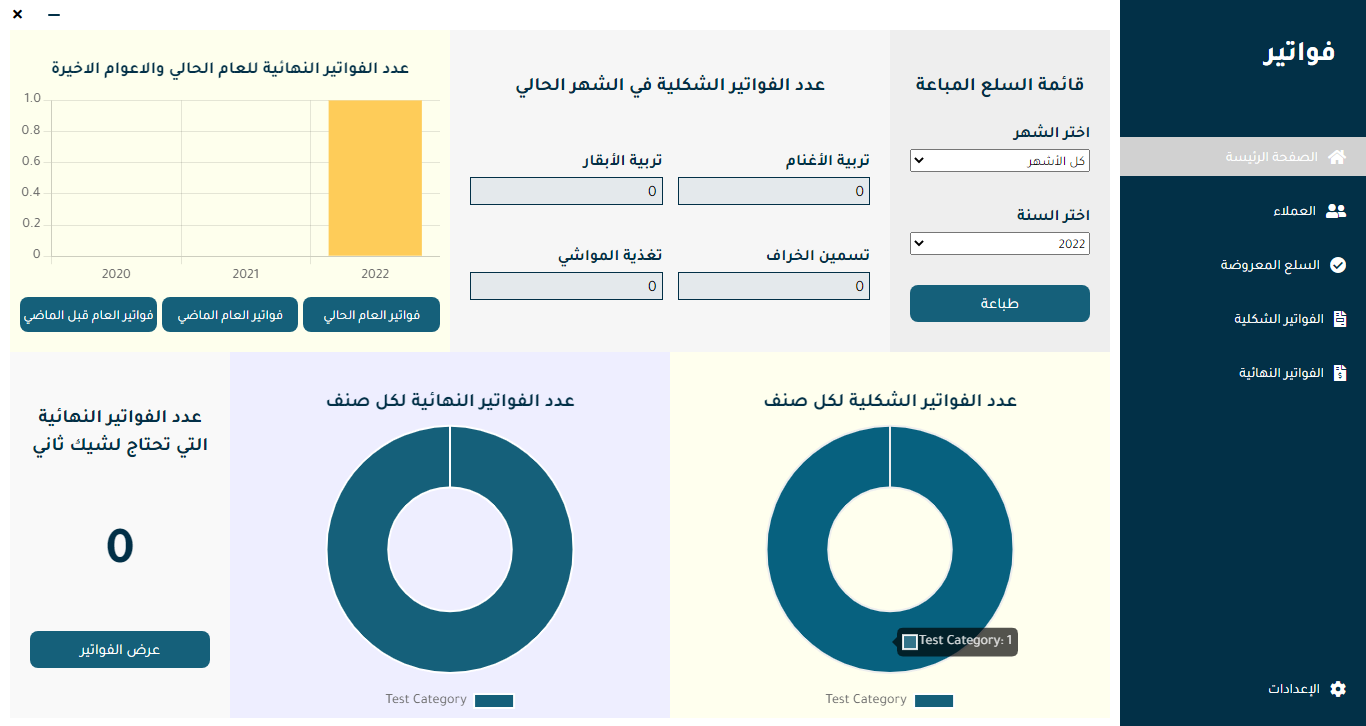 فواتير
الصفحة الرئيسة
العملاء
السلع المعروضة
الفواتير الشكلية
الفواتير النهائية
الإعدادات
قائمة السلع المباعة
اختر الشهر
كل الأشهر
اختر السنة
2022
طباعة
عدد الفواتير الشكلية في الشهر الحالي
تربية الأغنام
0
تربية الأبقار
0
تسمين الخراف
0
تغذية المواشي
0
عدد الفواتير النهائية للعام الحالي والاعوام الاخيرة
1.0
0.8
0.6
0.4
0.2
0
2020 2021 2022
فواتير العام الحالي
فواتير العام الماضي
فواتير العام قبل الماضي
عدد الفواتير الشكلية لكل صنف
Test Category: 1
Test Category
عدد الفواتير النهائية لكل صنف
Test Category
عدد الفواتير النهائية
التي تحتاج لشيك ثاني
0
عرض الفواتير